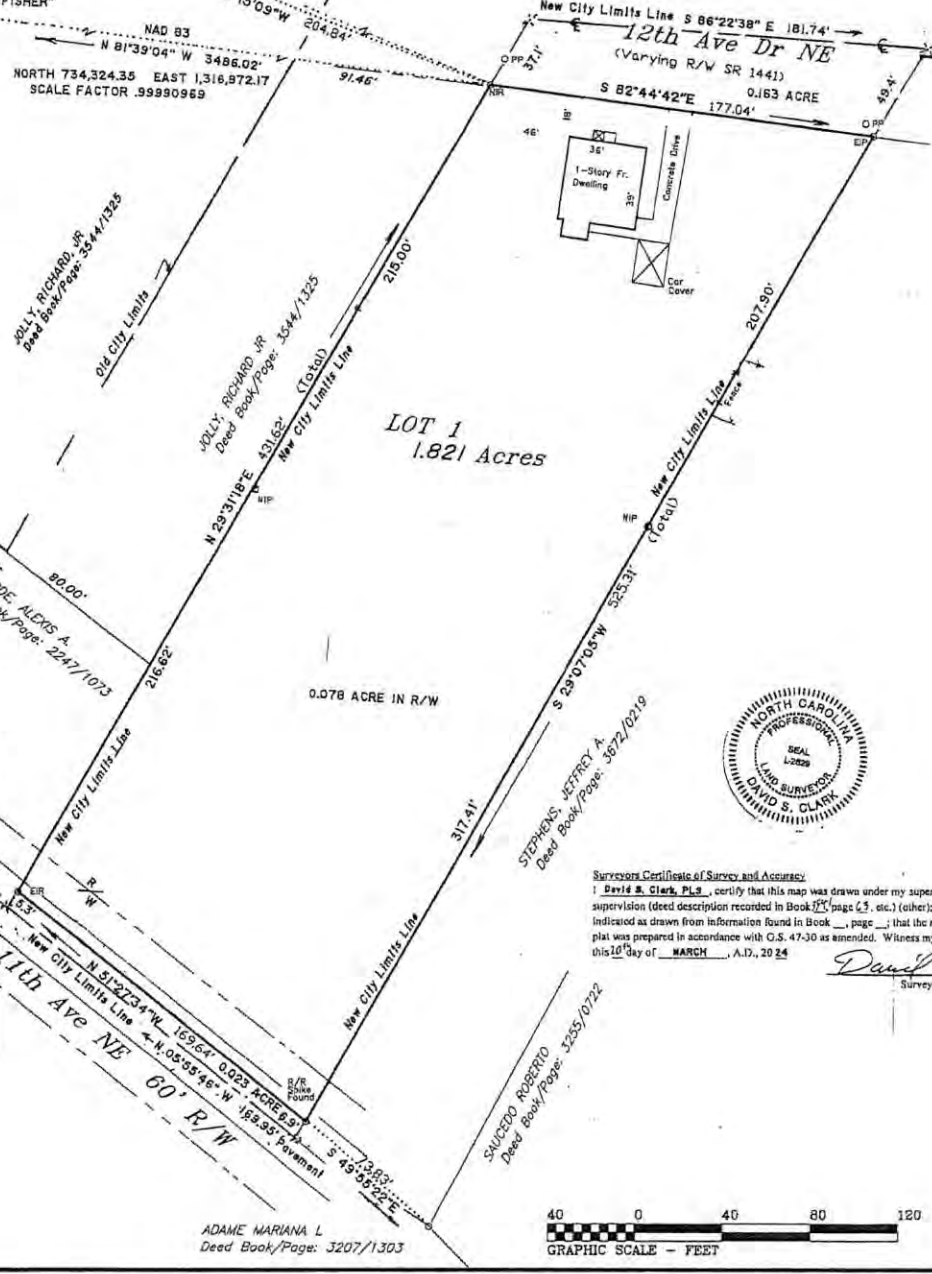 FISHER"
204.84'
NAD 83
N 81°39'04" W 3486.02'
NORTH 734,324.35 EAST 1,316,972.17
SCALE FACTOR .99990969
91.46'
New City Limits Line S 86°22'38" E 181.74'
12th Ave Dr NE
(Varying R/W SR 1441)
0.163 ACRE
S 82°44'42"E
177.04'
37.1'
49.4'
OPP
OPP
NIR
EIP
46'
18'
36'
1-Story Fr.
Dwelling
39'
Concrete Drive
Car
Cover
JOLLY, RICHARD, JR
Deed Book/Page: 3544/1325
Old City Limits
JOLLY, RICHARD JR
Deed Book/Page: 3544/1325
215.00'
N 29°31'18"E 431.62' (Total)
New City Limits Line
NIP
LOT 1
1.821 Acres
207.90'
Fence
New City Limits Line
(Total)
NIP
S 29°07'05"W 525.31'
80.00'
ALEXIS A.
Page: 2247/1073
216.62'
New City Limits Line
0.078 ACRE IN R/W
317.41'
New City Limits Line
STEPHENS, JEFFREY A.
Deed Book/Page: 3672/0219
NORTH CAROLINA
PROFESSIONAL
SEAL
L-2829
LAND SURVEYOR
DAVID S. CLARK
Surveyors Certificate of Survey and Accuracy
I David S. Clark, PLS, certify that this map was drawn under my super
supervision (deed description recorded in Book page , etc.) (other);
indicated as drawn from information found in Book __, page __; that the r
plat was prepared in accordance with G.S. 47-30 as amended. Witness my
this day of MARCH, A.D., 2024
David
Survey
EIR
R/W
5.3'
N 51°27'34"W 169.64' 0.023 ACRE 6.9'
New City Limits Line
N 05°55'46" W 169.95' Pavement
11th Ave NE 60' R/W
R/R
Spike
Found
73.83'
S 49°55'22"E
SAUCEDO ROBERTO
Deed Book/Page: 3255/0722
ADAME MARIANA L
Deed Book/Page: 3207/1303
40 0 40 80 120
GRAPHIC SCALE - FEET